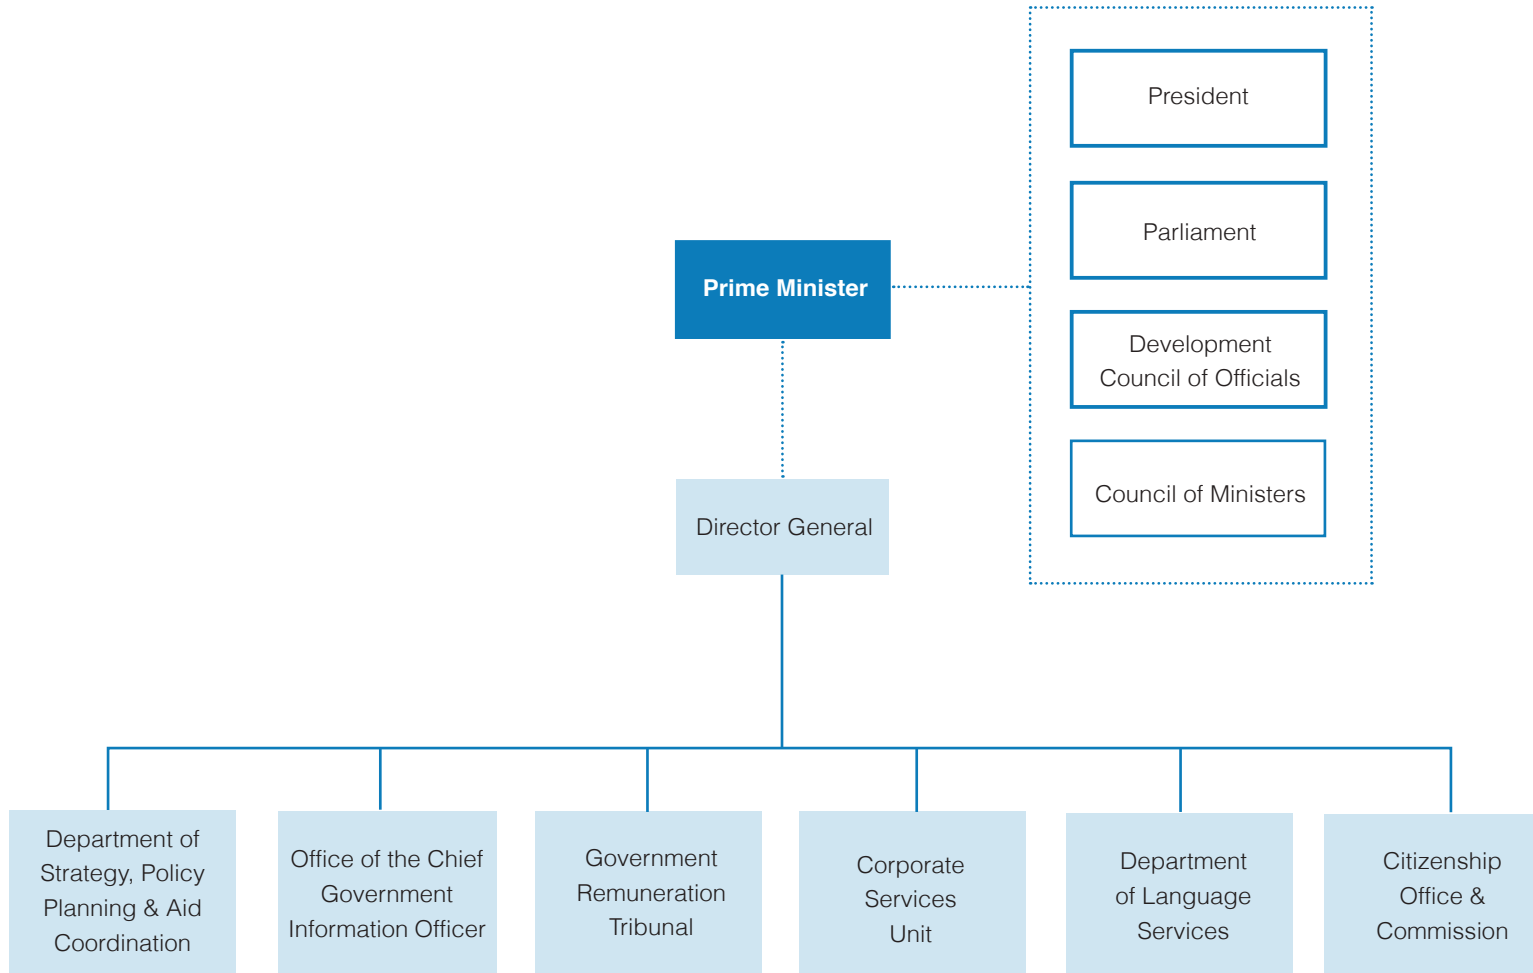 President
Parliament
Prime Minister
Development
Council of Officials
Council of Ministers
Director General
Department of
Strategy, Policy
Planning & Aid
Coordination
Office of the Chief
Government
Information Officer
Government
Remuneration
Tribunal
Corporate
Services
Unit
Department
of Language
Services
Citizenship
Office &
Commission